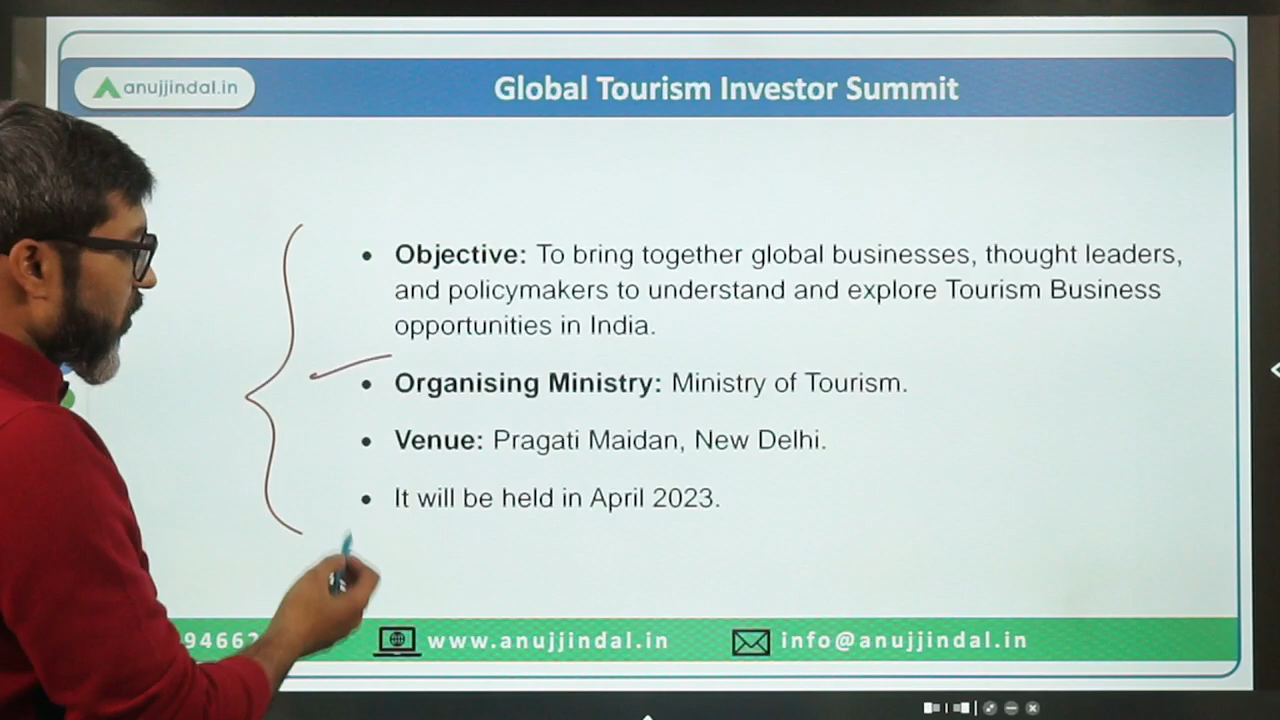 anujjindal.in
Global Tourism Investor Summit
• Objective: To bring together global businesses, thought leaders,
and policymakers to understand and explore Tourism Business
opportunities in India.
• Organising Ministry: Ministry of Tourism.
• Venue: Pragati Maidan, New Delhi.
• It will be held in April 2023.
www.anujjindal.in
info@anujjindal.in